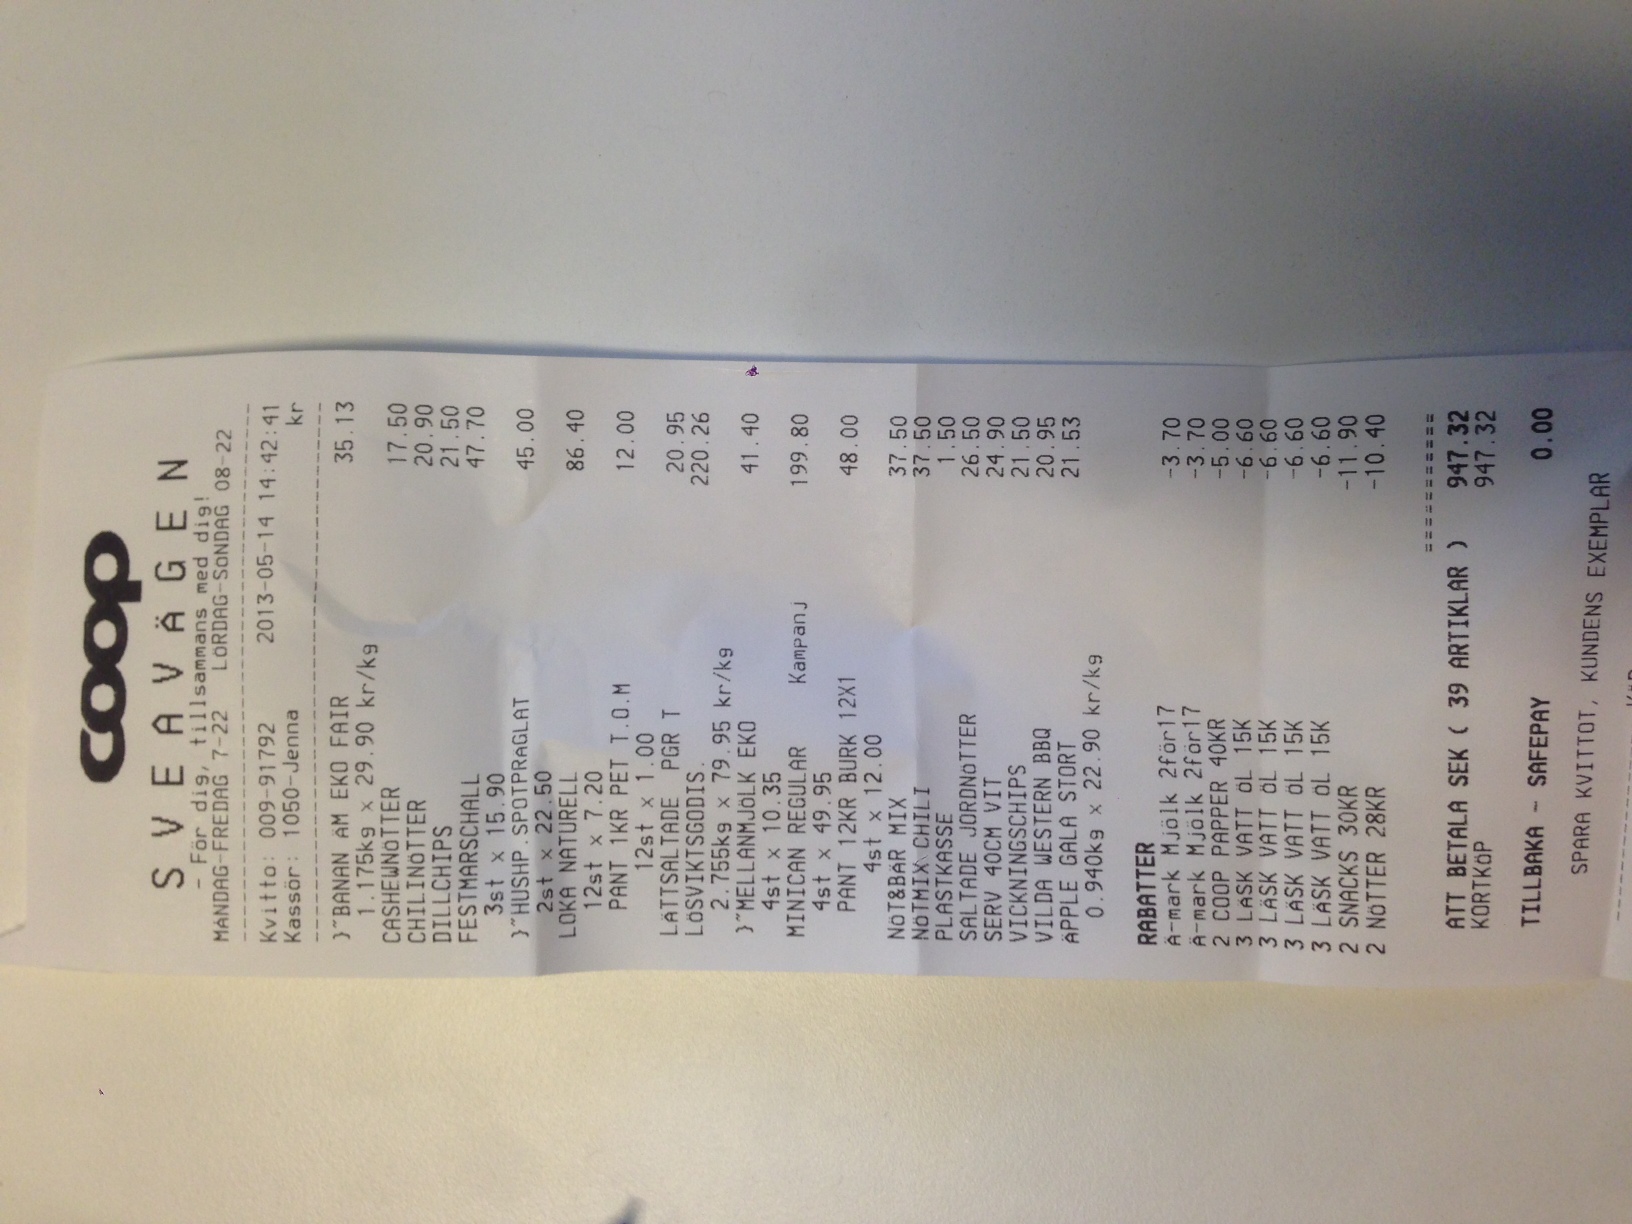 coop
SVEAVÄGEN
- För dig, tillsammans med dig!
MÅNDAG-FREDAG 7-22 LÖRDAG-SÖNDAG 08-22
Kvitto: 009-91792 2013-05-14 14:42:41
Kassör: 1050-Jenna kr
}~BANAN ÄM EKO FAIR 35.13
1.175kg x 29.90 kr/kg
CASHEWNÖTTER 17.50
CHILINÖTTER 20.90
DILLCHIPS 21.50
FESTMARSCHALL 47.70
3st x 15.90
}~HUSHP.SPOTPRÄGLAT 45.00
2st x 22.50
LOKA NATURELL 86.40
12st x 7.20
PANT 1KR PET T.O.M 12.00
12st x 1.00
LÄTTSALTADE PGR T 20.95
LÖSVIKTSGODIS. 220.26
2.755kg x 79.95 kr/kg
}~MELLANMJÖLK EKO 41.40
4st x 10.35
MINICAN REGULAR Kampanj 199.80
4st x 49.95
PANT 12KR BURK 12X1 48.00
4st x 12.00
NÖT&BÄR MIX 37.50
NÖTMIX CHILI 37.50
PLASTKASSE 1.50
SALTADE JORDNÖTTER 26.50
SERV 40CM VIT 24.90
VICKNINGSCHIPS 21.50
VILDA WESTERN BBQ 20.95
ÄPPLE GALA STORT 21.53
0.940kg x 22.90 kr/kg
RABATTER
Ä-mark Mjölk 2för17 -3.70
Ä-mark Mjölk 2för17 -3.70
2 COOP PAPPER 40KR -5.00
3 LÄSK VATT ÖL 15K -6.60
3 LÄSK VATT ÖL 15K -6.60
3 LÄSK VATT ÖL 15K -6.60
3 LÄSK VATT ÖL 15K -6.60
2 SNACKS 30KR -11.90
2 NÖTTER 28KR -10.40
===========
ATT BETALA SEK ( 39 ARTIKLAR ) 947.32
KORTKÖP 947.32
TILLBAKA - SAFEPAY 0.00
SPARA KVITTOT, KUNDENS EXEMPLAR